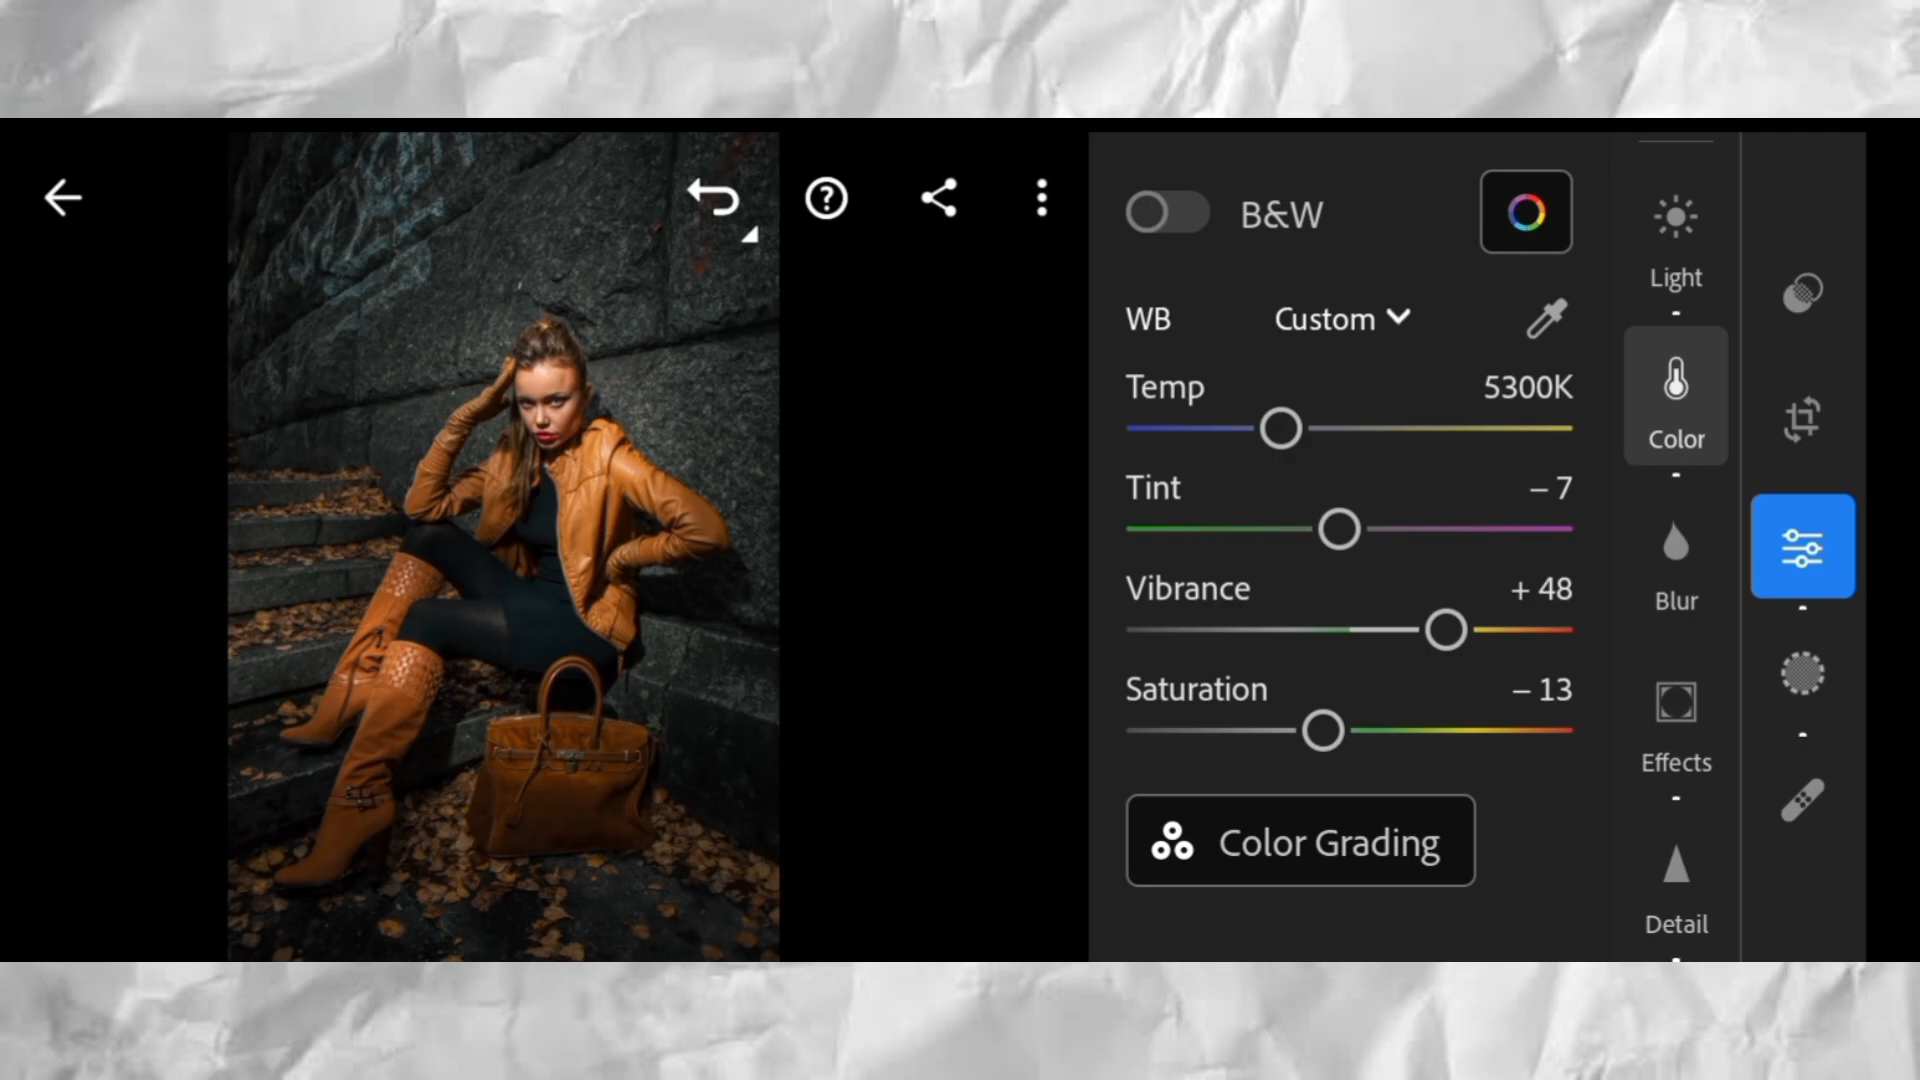 B&W
WB Custom
Temp 5300K
Tint – 7
Vibrance + 48
Saturation – 13
Color Grading
Light
Color
Blur
Effects
Detail